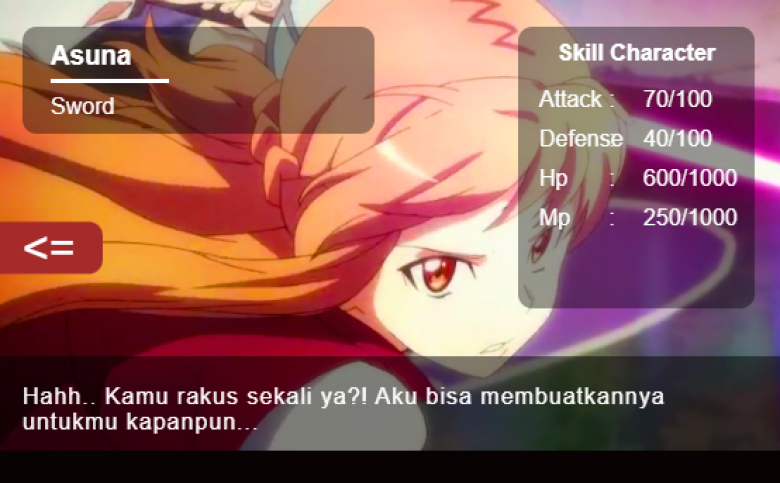 Asuna
Sword
Skill Character
Attack : 70/100
Defense : 40/100
Hp : 600/1000
Mp : 250/1000
<=
Hahh.. Kamu rakus sekali ya?! Aku bisa membuatkannya
untukmu kapanpun...